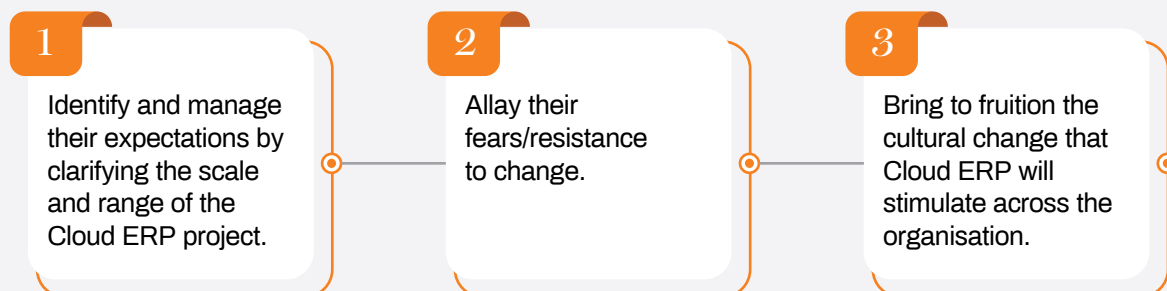 1
Identify and manage
their expectations by
clarifying the scale
and range of the
Cloud ERP project.
2
Allay their
fears/resistance
to change.
3
Bring to fruition the
cultural change that
Cloud ERP will
stimulate across the
organisation.